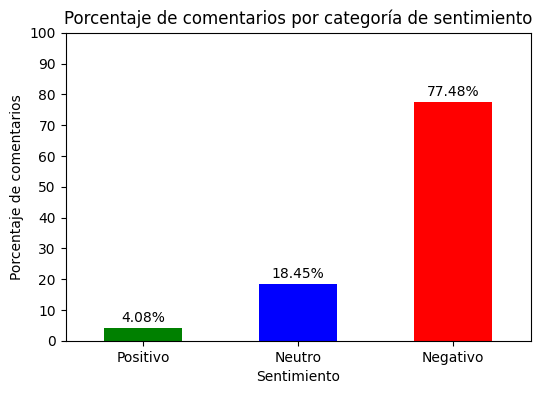 Porcentaje de comentarios por categoría de sentimiento
Porcentaje de comentarios
100
90
80
70
60
50
40
30
20
10
0
4.08%
18.45%
77.48%
Positivo
Neutro
Negativo
Sentimiento